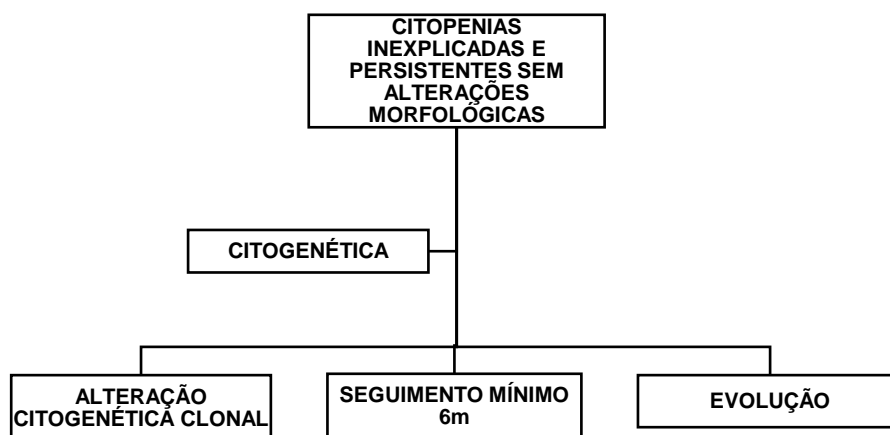 CITOPENIAS
INEXPLICADAS E
PERSISTENTES SEM
ALTERAÇÕES
MORFOLÓGICAS
CITOGENÉTICA
ALTERAÇÃO
CITOGENÉTICA CLONAL
SEGUIMENTO MÍNIMO
6m
EVOLUÇÃO